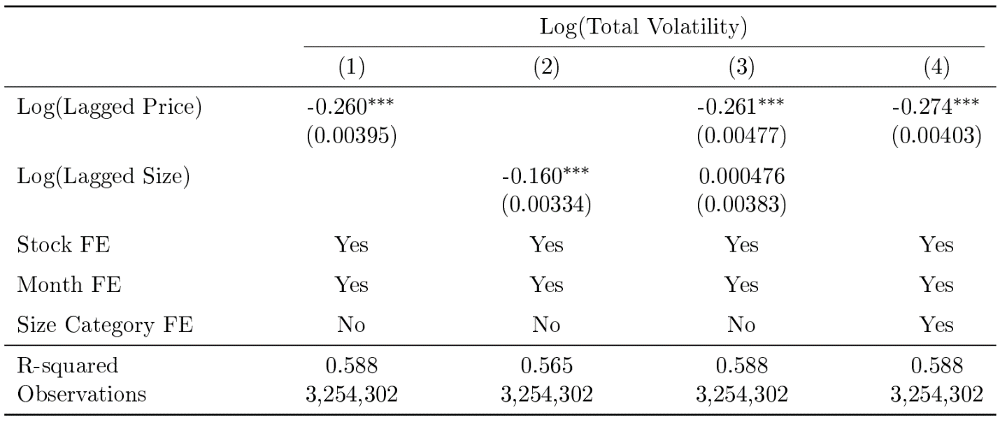 Log(Total Volatility)
(1) (2) (3) (4)
Log(Lagged Price) -0.260*** -0.261*** -0.274***
(0.00395) (0.00477) (0.00403)
Log(Lagged Size) -0.160*** 0.000476
(0.00334) (0.00383)
Stock FE Yes Yes Yes Yes
Month FE Yes Yes Yes Yes
Size Category FE No No No Yes
R-squared 0.588 0.565 0.588 0.588
Observations 3,254,302 3,254,302 3,254,302 3,254,302